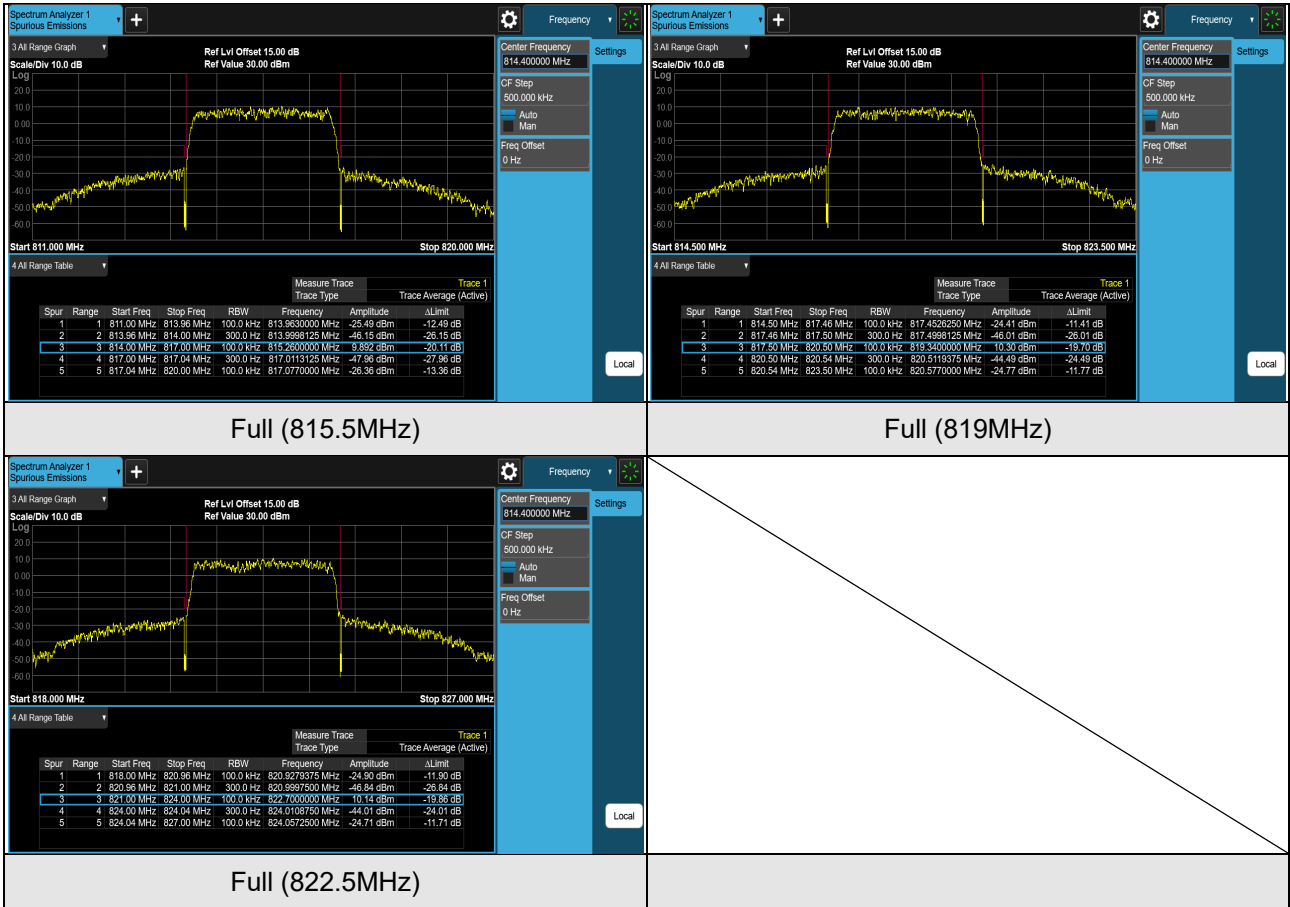 Spectrum Analyzer 1
Spurious Emissions
Frequency
3 All Range Graph
Ref Lvl Offset 15.00 dB
Scale/Div 10.0 dB
Ref Value 30.00 dBm
Log
20.0
10.0
0.00
-10.0
-20.0
-30.0
-40.0
-50.0
-60.0
Start 811.000 MHz
Stop 820.000 MHz
4 All Range Table
Measure Trace Trace 1
Trace Type Trace Average (Active)
Spur Range Start Freq Stop Freq RBW Frequency Amplitude ΔLimit
1 1 811.00 MHz 813.96 MHz 100.0 kHz 813.9630000 MHz -25.49 dBm -12.49 dB
2 2 813.96 MHz 814.00 MHz 300.0 Hz 813.9998125 MHz -46.15 dBm -26.15 dB
3 3 814.00 MHz 817.00 MHz 100.0 kHz 815.2600000 MHz 9.892 dBm -20.11 dB
4 4 817.00 MHz 817.04 MHz 300.0 Hz 817.0113125 MHz -47.96 dBm -27.96 dB
5 5 817.04 MHz 820.00 MHz 100.0 kHz 817.0770000 MHz -26.36 dBm -13.36 dB
Center Frequency
814.400000 MHz
Settings
CF Step
500.000 kHz
Auto
Man
Freq Offset
0 Hz
Local
Full (815.5MHz)
Spectrum Analyzer 1
Spurious Emissions
Frequency
3 All Range Graph
Ref Lvl Offset 15.00 dB
Scale/Div 10.0 dB
Ref Value 30.00 dBm
Log
20.0
10.0
0.00
-10.0
-20.0
-30.0
-40.0
-50.0
-60.0
Start 814.500 MHz
Stop 823.500 MHz
4 All Range Table
Measure Trace Trace 1
Trace Type Trace Average (Active)
Spur Range Start Freq Stop Freq RBW Frequency Amplitude ΔLimit
1 1 814.50 MHz 817.46 MHz 100.0 kHz 817.4526250 MHz -24.41 dBm -11.41 dB
2 2 817.46 MHz 817.50 MHz 300.0 Hz 817.4998125 MHz -46.01 dBm -26.01 dB
3 3 817.50 MHz 820.50 MHz 100.0 kHz 819.3400000 MHz 10.30 dBm -19.70 dB
4 4 820.50 MHz 820.54 MHz 300.0 Hz 820.5119375 MHz -44.49 dBm -24.49 dB
5 5 820.54 MHz 823.50 MHz 100.0 kHz 820.5770000 MHz -24.77 dBm -11.77 dB
Center Frequency
814.400000 MHz
Settings
CF Step
500.000 kHz
Auto
Man
Freq Offset
0 Hz
Local
Full (819MHz)
Spectrum Analyzer 1
Spurious Emissions
Frequency
3 All Range Graph
Ref Lvl Offset 15.00 dB
Scale/Div 10.0 dB
Ref Value 30.00 dBm
Log
20.0
10.0
0.00
-10.0
-20.0
-30.0
-40.0
-50.0
-60.0
Start 818.000 MHz
Stop 827.000 MHz
4 All Range Table
Measure Trace Trace 1
Trace Type Trace Average (Active)
Spur Range Start Freq Stop Freq RBW Frequency Amplitude ΔLimit
1 1 818.00 MHz 820.96 MHz 100.0 kHz 820.9279375 MHz -24.90 dBm -11.90 dB
2 2 820.96 MHz 821.00 MHz 300.0 Hz 820.9997500 MHz -46.84 dBm -26.84 dB
3 3 821.00 MHz 824.00 MHz 100.0 kHz 822.7000000 MHz 10.14 dBm -19.86 dB
4 4 824.00 MHz 824.04 MHz 300.0 Hz 824.0108750 MHz -44.01 dBm -24.01 dB
5 5 824.04 MHz 827.00 MHz 100.0 kHz 824.0572500 MHz -24.71 dBm -11.71 dB
Center Frequency
814.400000 MHz
Settings
CF Step
500.000 kHz
Auto
Man
Freq Offset
0 Hz
Local
Full (822.5MHz)